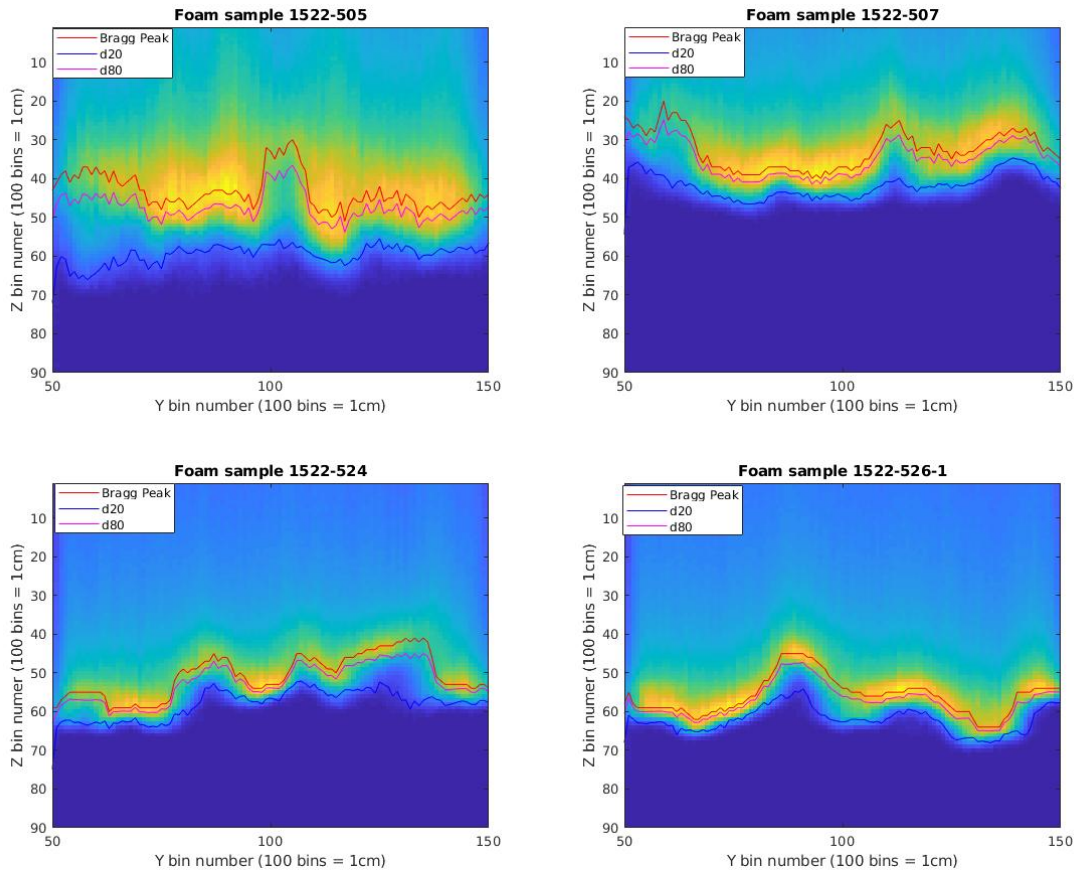 Foam sample 1522-505
Bragg Peak
d20
d80
10
20
30
40
50
60
70
80
90
50
100
150
Z bin numer (100 bins = 1cm)
Y bin number (100 bins = 1cm)
Foam sample 1522-507
Bragg Peak
d20
d80
10
20
30
40
50
60
70
80
90
50
100
150
Z bin numer (100 bins = 1cm)
Y bin number (100 bins = 1cm)
Foam sample 1522-524
Bragg Peak
d20
d80
10
20
30
40
50
60
70
80
90
50
100
150
Z bin numer (100 bins = 1cm)
Y bin number (100 bins = 1cm)
Foam sample 1522-526-1
Bragg Peak
d20
d80
10
20
30
40
50
60
70
80
90
50
100
150
Z bin numer (100 bins = 1cm)
Y bin number (100 bins = 1cm)